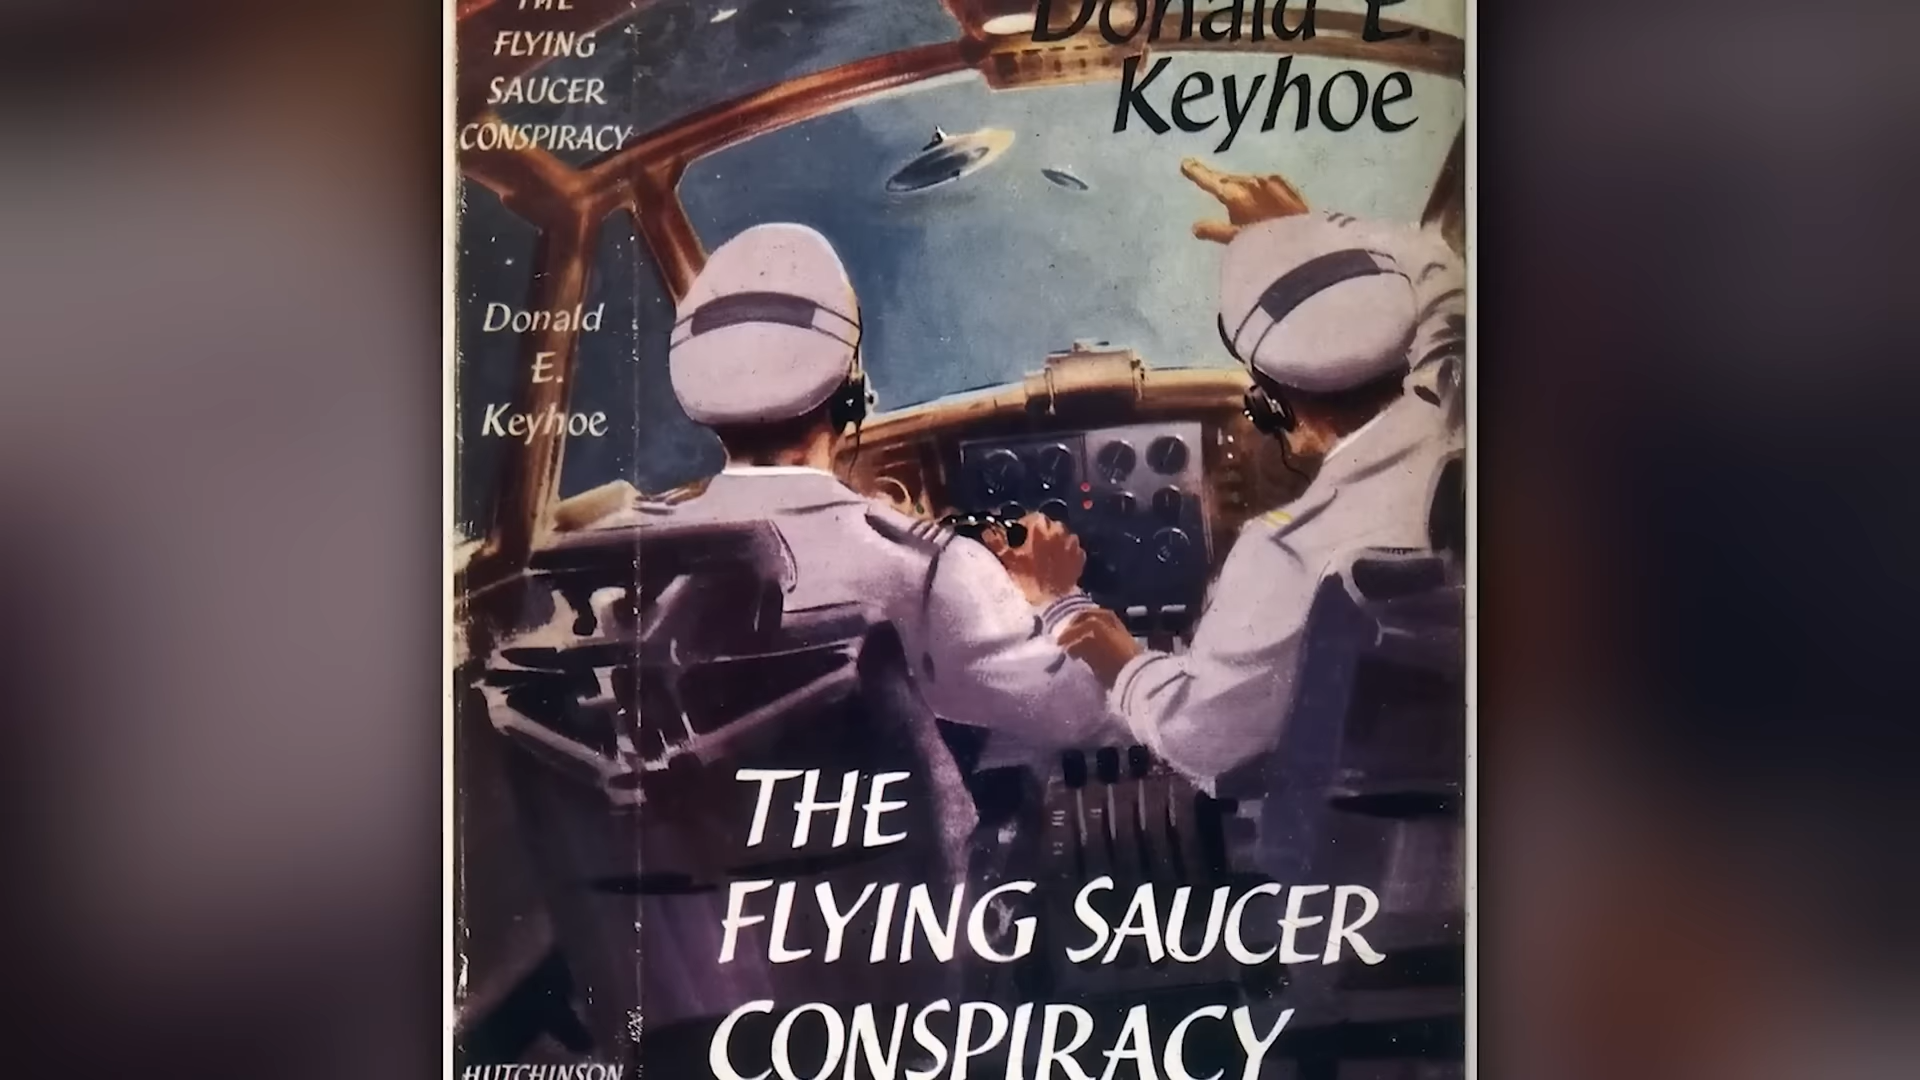 THE
FLYING
SAUCER
CONSPIRACY
Donald
E.
Keyhoe
HUTCHINSON
Donald E.
Keyhoe
THE
FLYING SAUCER
CONSPIRACY